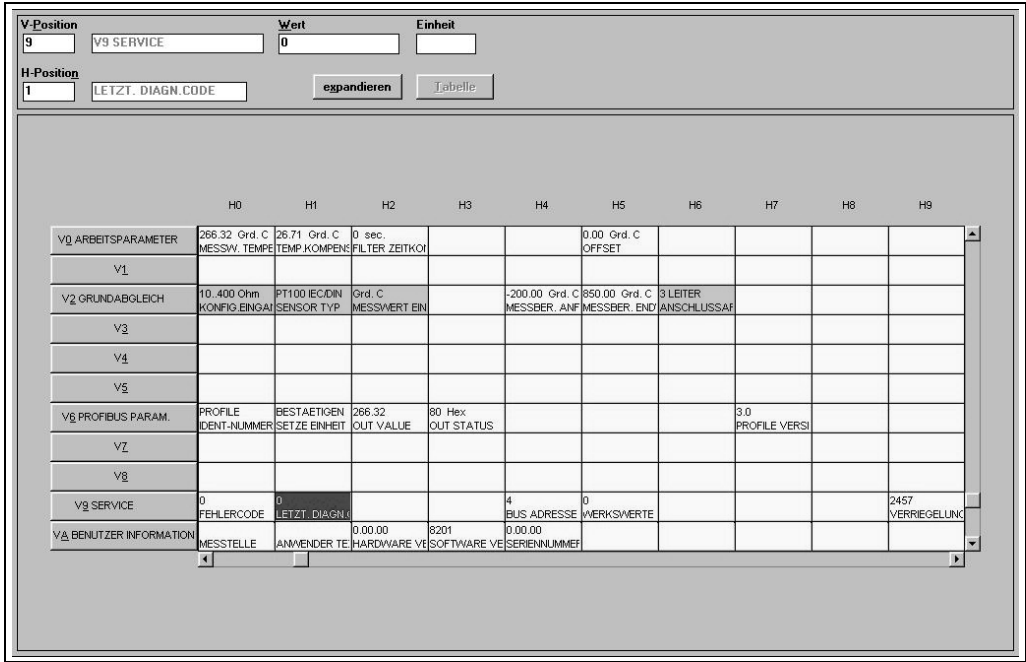 V-Position Wert Einheit
9 V9 SERVICE 0
H-Position
1 LETZT. DIAGN.CODE expandieren Tabelle
H0 H1 H2 H3 H4 H5 H6 H7 H8 H9
V0 ARBEITSPARAMETER 266.32 Grd. C 26.71 Grd. C 0 sec. 0.00 Grd. C
MESSW. TEMPE TEMP.KOMPENS FILTER ZEITKO OFFSET
V1
V2 GRUNDABGLEICH 10..400 Ohm PT100 IEC/DIN Grd. C -200.00 Grd. C 850.00 Grd. C 3 LEITER
KONFIG.EINGA SENSOR TYP MESSWERT EIN MESSBER. ANF MESSBER. END ANSCHLUSSA
V3
V4
V5
V6 PROFIBUS PARAM. PROFILE BESTAETIGEN 266.32 80 Hex 3.0
IDENT-NUMMER SETZE EINHEIT OUT VALUE OUT STATUS PROFILE VERSI
V7
V8
V9 SERVICE 0 0 4 0 2457
FEHLERCODE LETZT. DIAGN. BUS ADRESSE WERKSWERTE VERRIEGELUNG
VA BENUTZER INFORMATION 0.00.00 8201 0.00.00
MESSTELLE ANWENDER TE HARDWARE VE SOFTWARE VE SERIENNUMMER